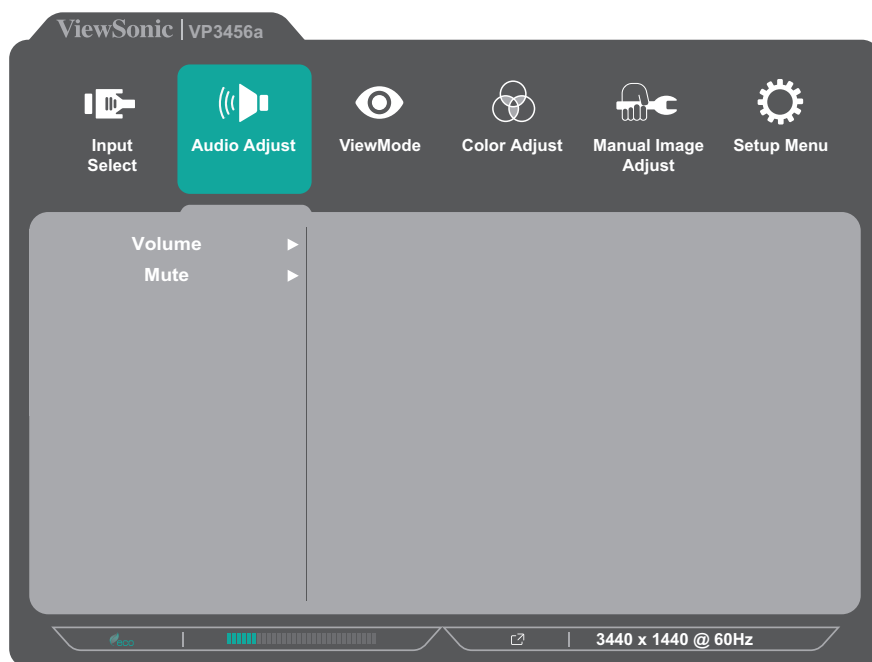 ViewSonic | VP3456a
Input Select
Audio Adjust
ViewMode
Color Adjust
Manual Image Adjust
Setup Menu
Volume
Mute
eco
3440 x 1440 @ 60Hz